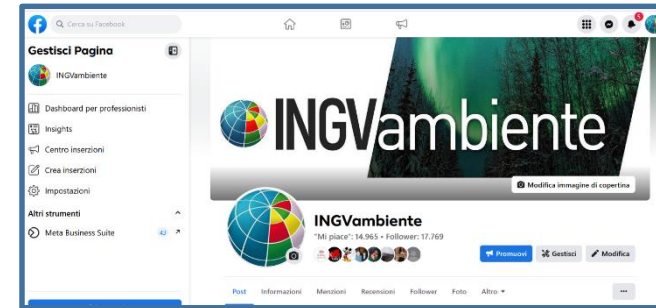 Cerca su Facebook
Gestisci Pagina
INGVambiente
Dashboard per professionisti
Insights
Centro inserzioni
Crea inserzioni
Impostazioni
Altri strumenti
Meta Business Suite
INGVambiente
Modifica immagine di copertina
INGVambiente
"Mi piace": 14.965 • Follower: 17.769
Promuovi Gestisci Modifica
Post Informazioni Menzioni Recensioni Follower Foto Altro